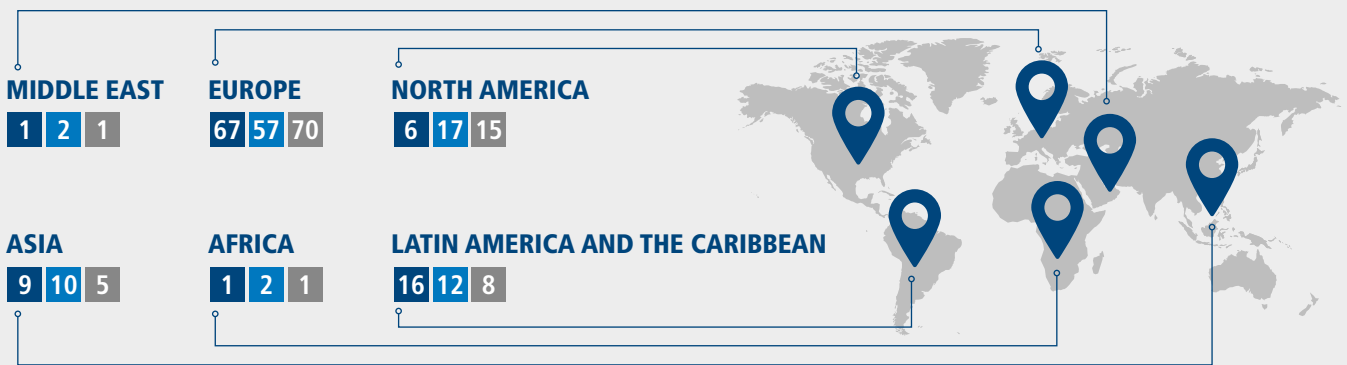 MIDDLE EAST
1 2 1
EUROPE
67 57 70
NORTH AMERICA
6 17 15
ASIA
9 10 5
AFRICA
1 2 1
LATIN AMERICA AND THE CARIBBEAN
16 12 8